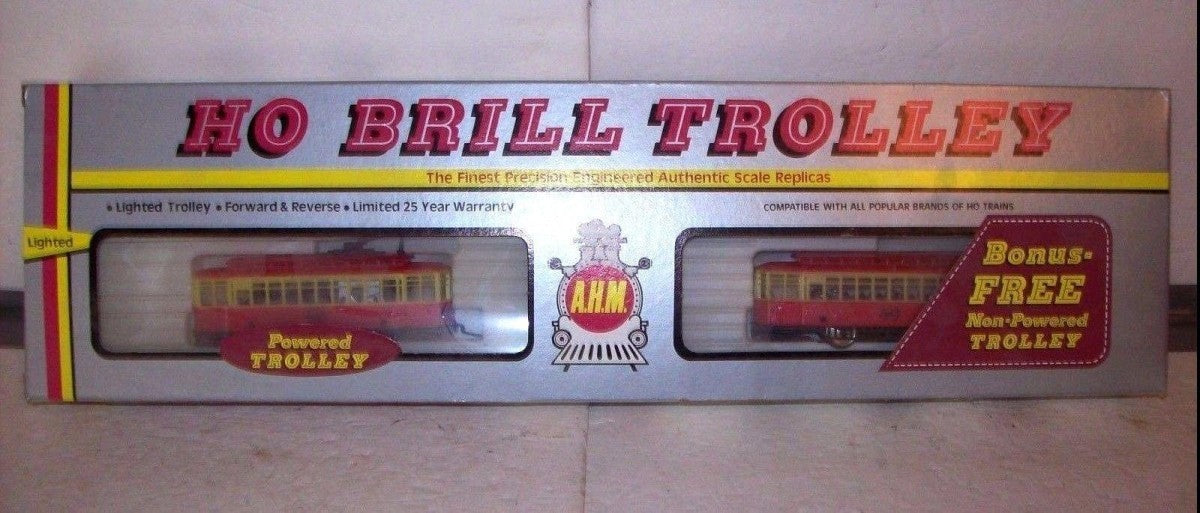 HO BRILL TROLLEY
The Finest Precision Engineered Authentic Scale Replicas
• Lighted Trolley • Forward & Reverse • Limited 25 Year Warranty
COMPATIBLE WITH ALL POPULAR BRANDS OF HO TRAINS
Lighted
A.H.M.
Powered
TROLLEY
Bonus-
FREE
Non-Powered
TROLLEY